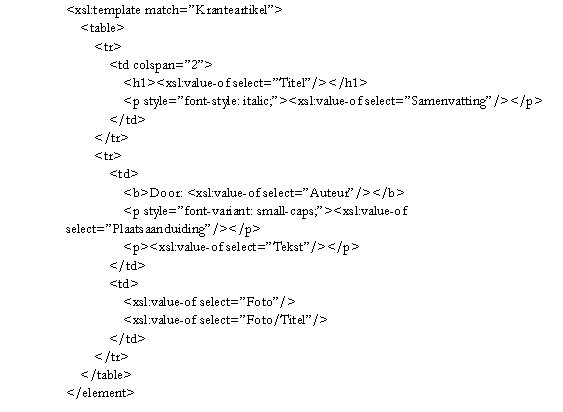 <xsl:template match=”Kranteartikel”>
<table>
<tr>
<td colspan=”2”>
<h1><xsl:value-of select=”Titel”/></h1>
<p style=”font-style: italic;”><xsl:value-of select=”Samenvatting”/></p>
</td>
</tr>
<tr>
<td>
<b>Door: <xsl:value-of select=”Auteur”/></b>
<p style=”font-variant: small-caps;”><xsl:value-of
select=”Plaatsaanduiding”/></p>
<p><xsl:value-of select=”Tekst”/></p>
</td>
<td>
<xsl:value-of select=”Foto”/>
<xsl:value-of select=”Foto/Titel”/>
</td>
</tr>
</table>
</element>